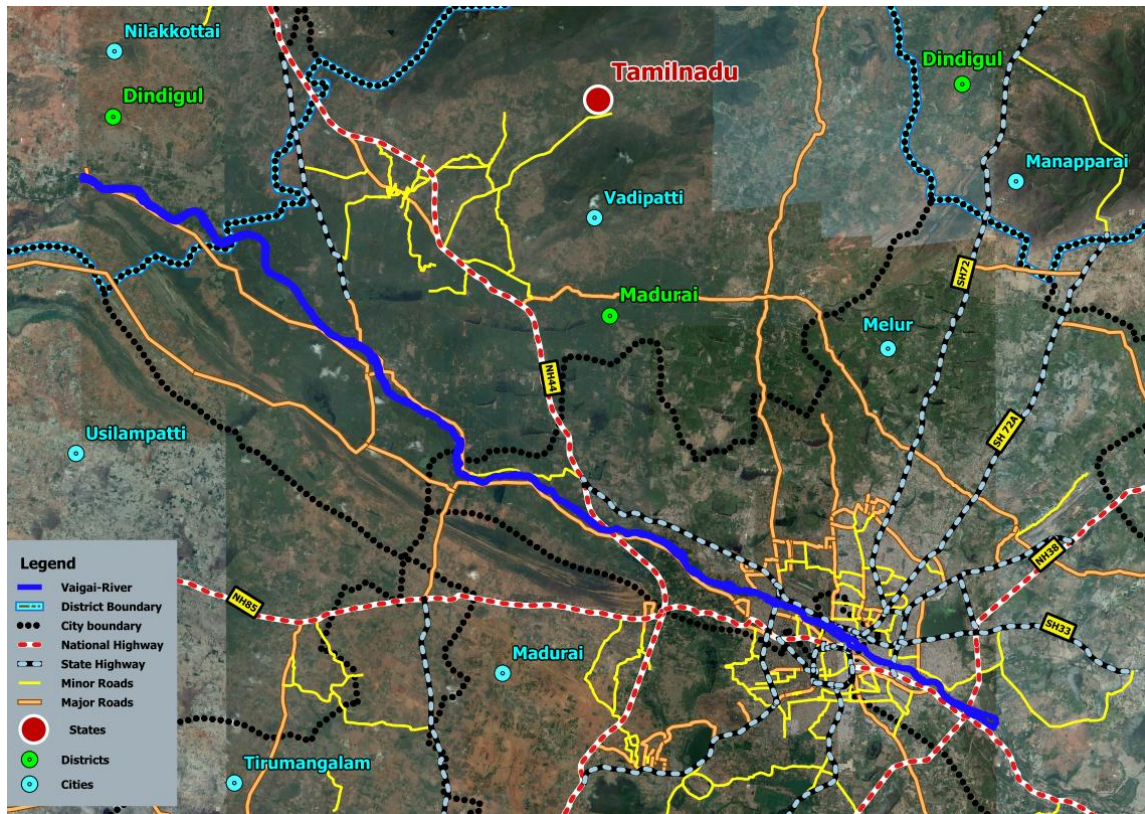 Nilakkottai
Dindigul
Tamilnadu
Dindigul
Manapparai
Vadipatti
SH72
Madurai
Melur
NH44
SH 72A
Usilampatti
NH38
NH85
SH33
Madurai
Tirumangalam
Legend
Vaigai-River
District Boundary
City boundary
National Highway
State Highway
Minor Roads
Major Roads
States
Districts
Cities